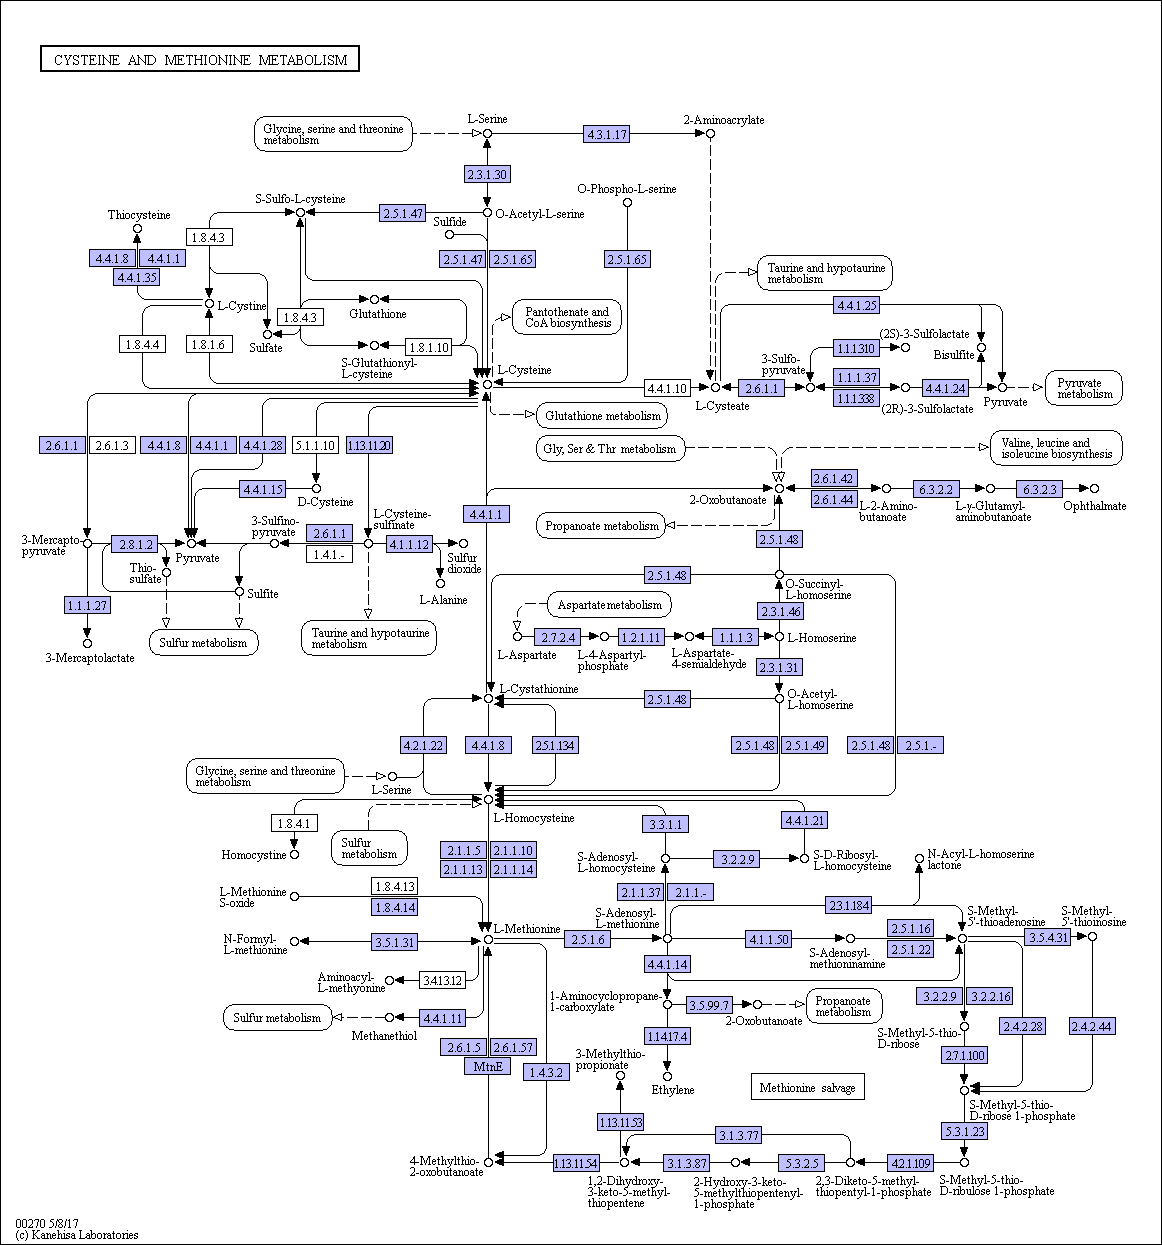 CYSTEINE AND METHIONINE METABOLISM
L-Serine
2-Aminoacrylate
Glycine, serine and threonine
metabolism
4.3.1.17
2.3.1.30
O-Phospho-L-serine
S-Sulfo-L-cysteine
Thiocysteine
2.5.1.47
O-Acetyl-L-serine
Sulfide
1.8.4.3
4.4.1.8
4.4.1.1
4.4.1.35
2.5.1.47
2.5.1.65
2.5.1.65
Taurine and hypotaurine
metabolism
L-Cystine
Glutathione
1.8.4.3
Pantothenate and
CoA biosynthesis
4.4.1.25
1.8.4.4
1.8.1.6
Sulfate
1.8.1.10
S-Glutathionyl-
L-cysteine
(2S)-3-Sulfolactate
1.1.1.310
Bisulfite
3-Sulfo-
pyruvate
L-Cysteine
4.4.1.10
2.6.1.1
1.1.1.37
1.1.1.338
4.4.1.24
Pyruvate
metabolism
L-Cysteate
(2R)-3-Sulfolactate
Pyruvate
Glutathione metabolism
2.6.1.1
2.6.1.3
4.4.1.8
4.4.1.1
4.4.1.28
5.1.1.10
1.13.11.20
Gly, Ser & Thr metabolism
Valine, leucine and
isoleucine biosynthesis
4.4.1.15
D-Cysteine
2-Oxobutanoate
2.6.1.42
2.6.1.44
6.3.2.2
6.3.2.3
L-2-Amino-
butanoate
L-γ-Glutamyl-
aminobutanoate
Ophthalmate
4.4.1.1
3-Sulfino-
pyruvate
L-Cysteine-
sulfinate
Propanoate metabolism
3-Mercapto
pyruvate
2.8.1.2
Pyruvate
2.6.1.1
1.4.1.-
4.1.1.12
Sulfur
dioxide
2.5.1.48
Thio-
sulfate
Sulfite
L-Alanine
2.5.1.48
O-Succinyl-
L-homoserine
1.1.1.27
Aspartate metabolism
2.3.1.46
Sulfur metabolism
Taurine and hypotaurine
metabolism
3-Mercaptolactate
2.7.2.4
1.2.1.11
1.1.1.3
L-Homoserine
L-Aspartate
L-4-Aspartyl-
phosphate
L-Aspartate-
4-semialdehyde
2.3.1.31
L-Cystathionine
2.5.1.48
O-Acetyl-
L-homoserine
4.2.1.22
4.4.1.8
2.5.1.134
2.5.1.48
2.5.1.49
2.5.1.48
2.5.1.-
Glycine, serine and threonine
metabolism
L-Serine
L-Homocysteine
1.8.4.1
Sulfur
metabolism
3.3.1.1
4.4.1.21
Homocystine
2.1.1.5
2.1.1.10
2.1.1.13
2.1.1.14
S-Adenosyl-
L-homocysteine
3.2.2.9
S-D-Ribosyl-
L-homocysteine
N-Acyl-L-homoserine
lactone
L-Methionine
S-oxide
1.8.4.13
1.8.4.14
2.1.1.37
2.1.1.-
2.3.1.184
S-Adenosyl-
L-methionine
S-Methyl-
5'-thioadenosine
S-Methyl-
5'-thioinosine
N-Formyl-
L-methionine
3.5.1.31
L-Methionine
2.5.1.6
4.1.1.50
S-Adenosyl-
methioninamine
2.5.1.16
2.5.1.22
3.5.4.31
Aminoacyl-
L-methyonine
3.4.13.12
4.4.1.14
3.2.2.9
3.2.2.16
1-Aminocyclopropane-
1-carboxylate
3.5.99.7
2-Oxobutanoate
Propanoate
metabolism
Sulfur metabolism
Methanethiol
4.4.1.11
S-Methyl-5-thio-
D-ribose
2.4.2.28
2.4.2.44
1.14.17.4
2.6.1.5
2.6.1.57
MtnE
1.4.3.2
3-Methylthio-
propionate
Ethylene
2.7.1.100
Methionine salvage
S-Methyl-5-thio-
D-ribose 1-phosphate
1.13.11.53
3.1.3.77
5.3.1.23
4-Methylthio-
2-oxobutanoate
1.13.11.54
3.1.3.87
5.3.2.5
4.2.1.109
1,2-Dihydroxy-
3-keto-5-methyl-
thiopentene
2-Hydroxy-3-keto-
5-methylthiopentenyl-
1-phosphate
2,3-Diketo-5-methyl-
thiopentyl-1-phosphate
S-Methyl-5-thio-
D-ribulose 1-phosphate
00270 5/8/17
(c) Kanehisa Laboratories